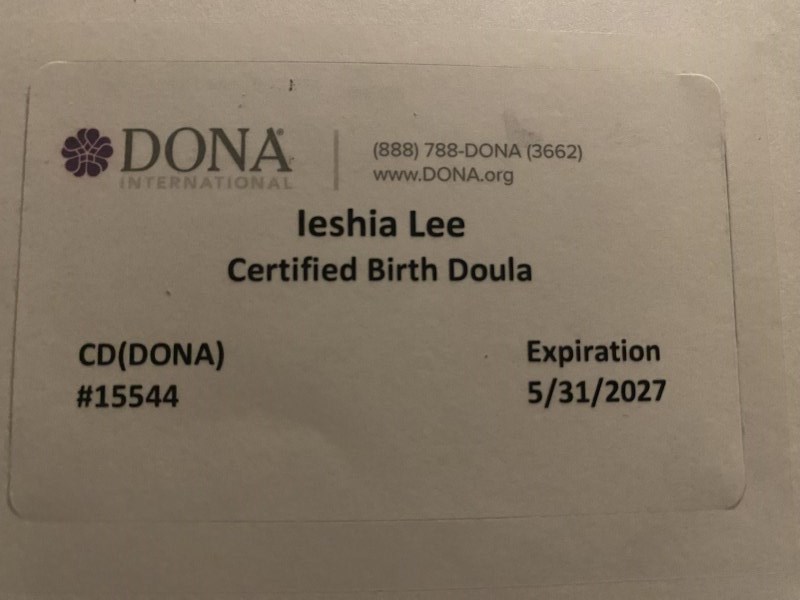 DONA
INTERNATIONAL
(888) 788-DONA (3662)
www.DONA.org
Ieshia Lee
Certified Birth Doula
CD(DONA)
#15544
Expiration
5/31/2027